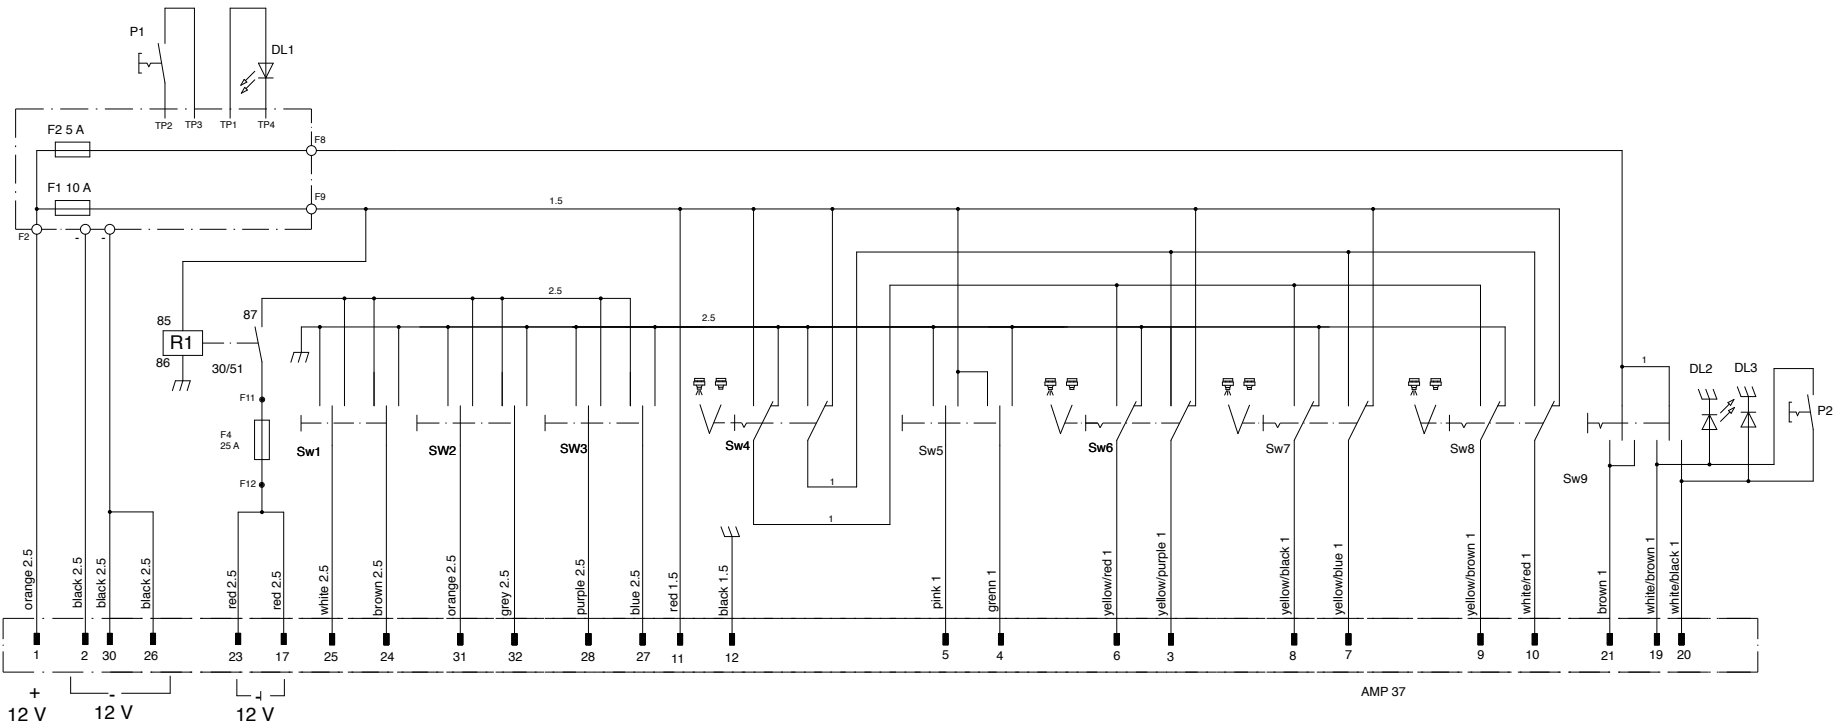 P1
DL1
TP2 TP3 TP1 TP4
F2 5 A
F8
F1 10 A
F9
1.5
F2
-
-
2.5
85
87
2.5
R1
86
30/51
1
DL2
DL3
F11
P2
F4
25 A
Sw1
SW2
SW3
Sw4
Sw5
Sw6
Sw7
Sw8
Sw9
F12
1
1
orange 2.5
black 2.5
black 2.5
black 2.5
red 2.5
red 2.5
white 2.5
brown 2.5
orange 2.5
grey 2.5
purple 2.5
blue 2.5
red 1.5
black 1.5
pink 1
grenn 1
yellow/red 1
yellow/purple 1
yellow/black 1
yellow/blue 1
yellow/brown 1
white/red 1
brown 1
white/brown 1
white/black 1
1 2 30 26 23 17 25 24 31 32 28 27 11 12 5 4 6 3 8 7 9 10 21 19 20
AMP 37
+
12 V
-
12 V
12 V